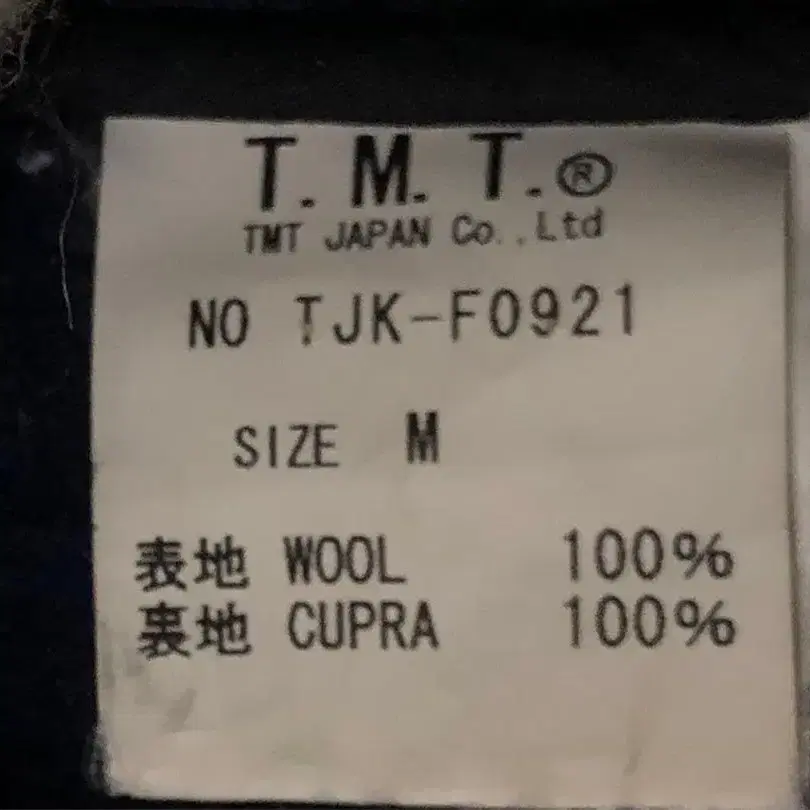 T.M.T.®
TMT JAPAN Co.,Ltd
NO TJK-F0921
SIZE M
表地 WOOL 100%
裏地 CUPRA 100%